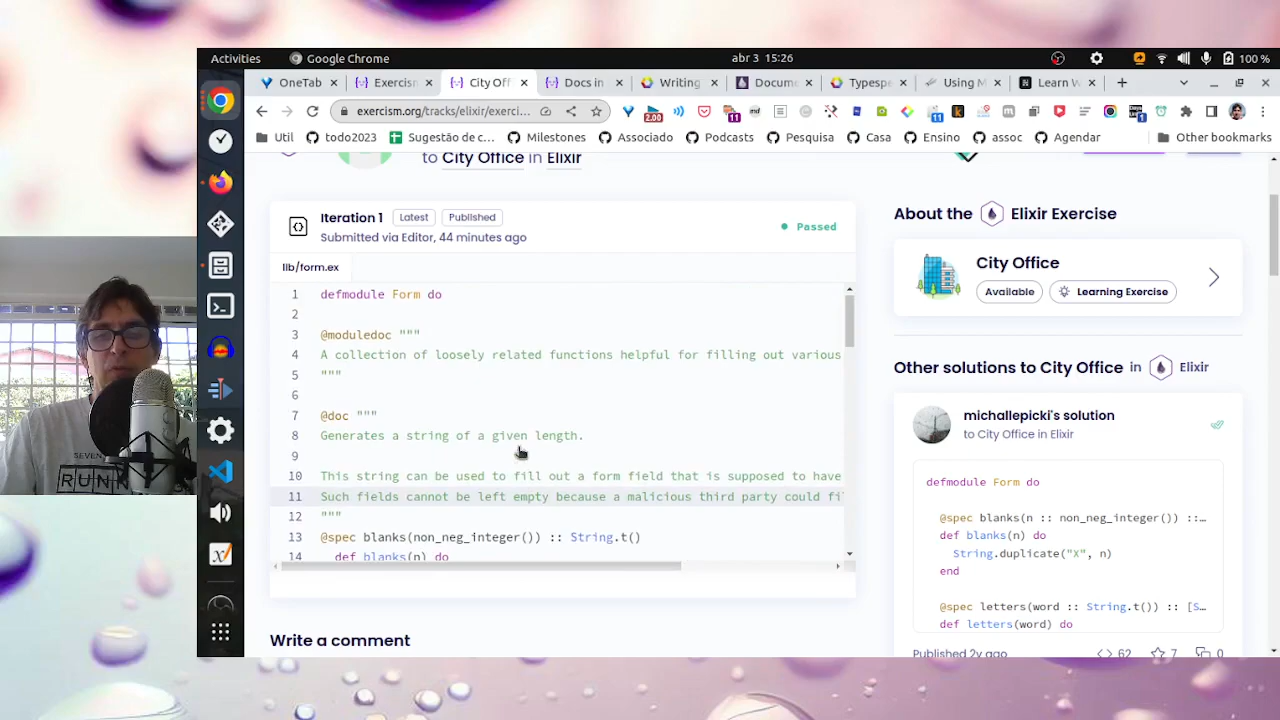 Activities
Google Chrome
abr 3 15:26
100 %
OneTab
Exercism
City Off
Docs in
Writing
Docum
Typesp
Using M
Learn W
exercism.org/tracks/elixir/exerci...
2.00
11
11
1
Util
todo2023
Sugestão de c...
Milestones
Associado
Podcasts
Pesquisa
Casa
Ensino
assoc
Agendar
Other bookmarks
to City Office in Elixir
Iteration 1
Latest
Published
Submitted via Editor, 44 minutes ago
Passed
lib/form.ex
1 defmodule Form do
2
3 @moduledoc """
4 A collection of loosely related functions helpful for filling out various
5 """
6
7 @doc """
8 Generates a string of a given length.
9
10 This string can be used to fill out a form field that is supposed to have
11 Such fields cannot be left empty because a malicious third party could fi
12 """
13 @spec blanks(non_neg_integer()) :: String.t()
14 def blanks(n) do
Write a comment
About the Elixir Exercise
City Office
Available
Learning Exercise
Other solutions to City Office in Elixir
michallepicki's solution
to City Office in Elixir
defmodule Form do
@spec blanks(n :: non_neg_integer()) ::...
def blanks(n) do
String.duplicate("X", n)
end
@spec letters(word :: String.t()) :: [S...
def letters(word) do
Published 2y ago
62
7
0
SEVEN
RUN